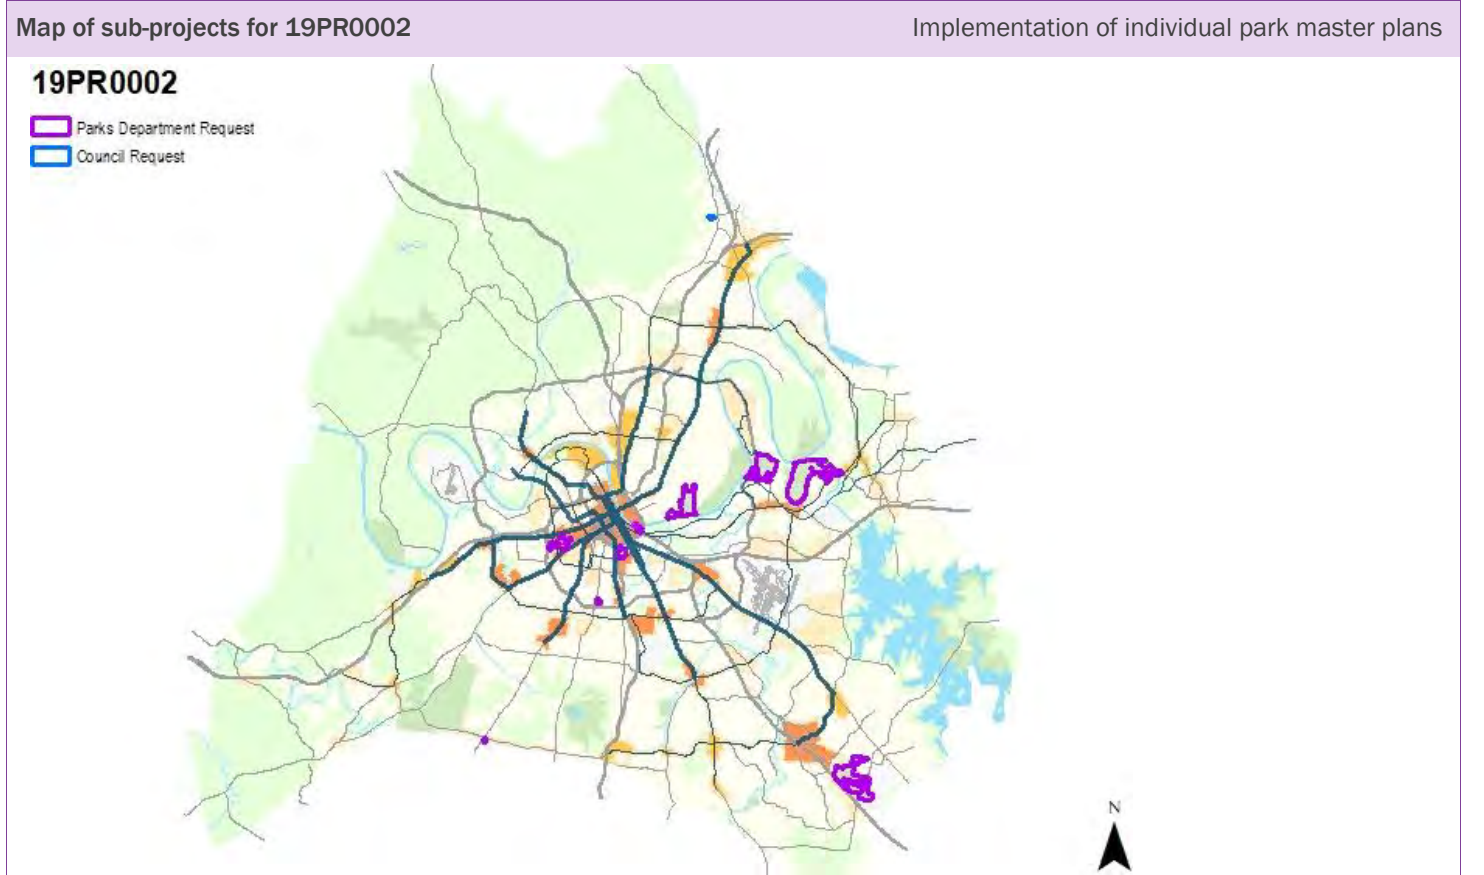 Map of sub-projects for 19PR0002 Implementation of individual park master plans
19PR0002
Parks Department Request
Council Request
N